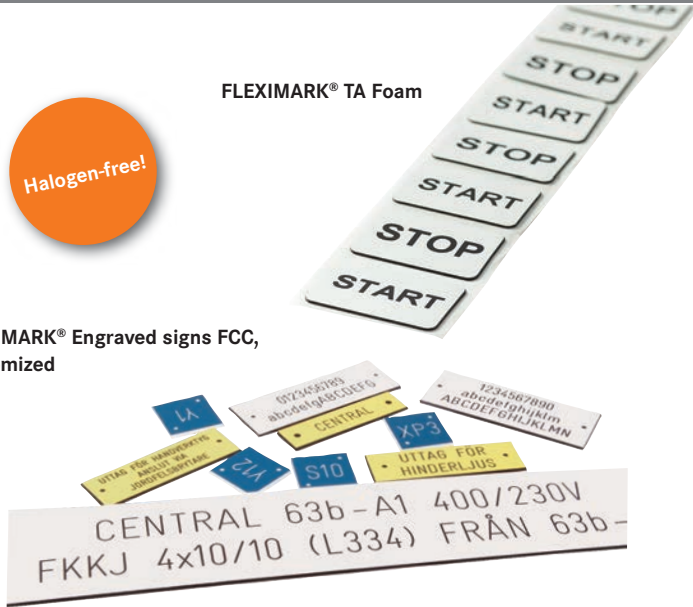 FLEXIMARK® TA Foam
Halogen-free!
START
STOP
START
STOP
START
STOP
START
MARK® Engraved signs FCC,
mized
0123456789
abcdefgABCDEFG
1234567890
abcdefghijklm
ABCDEFGHIJKLMN
Y1
CENTRAL
XP3
UTTAG FÖR HANDVERKTYG
ANSLUT VIA
JORDFELSBRYTARE
Y12
S10
UTTAG FÖR
HINDERLJUS
CENTRAL 63b-A1 400/230V
FKKJ 4x10/10 (L334) FRÅN 63b-